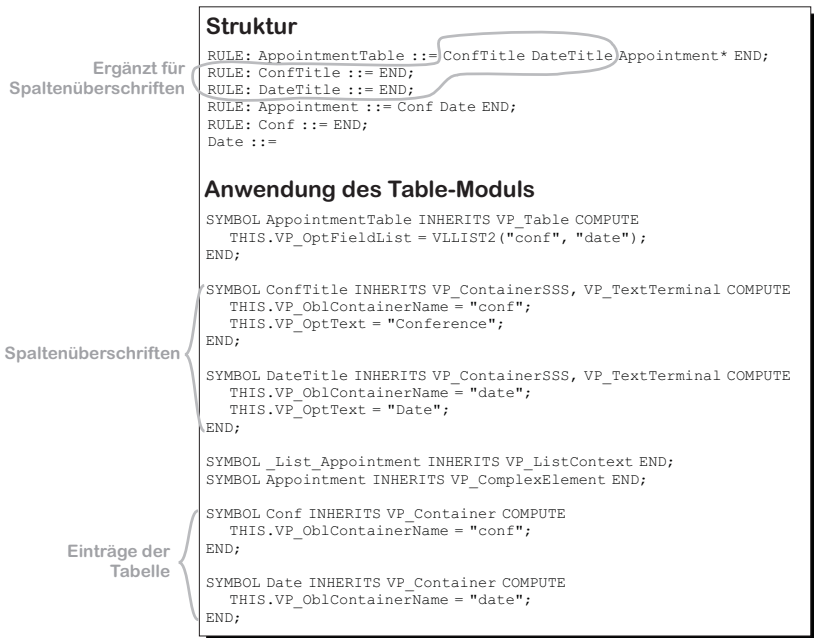 Struktur
RULE: AppointmentTable ::= ConfTitle DateTitle Appointment* END;
Ergänzt für
Spaltenüberschriften
RULE: ConfTitle ::= END;
RULE: DateTitle ::= END;
RULE: Appointment ::= Conf Date END;
RULE: Conf ::= END;
Date ::=
Anwendung des Table-Moduls
SYMBOL AppointmentTable INHERITS VP_Table COMPUTE
THIS.VP_OptFieldList = VLLIST2("conf", "date");
END;
Spaltenüberschriften
SYMBOL ConfTitle INHERITS VP_ContainerSSS, VP_TextTerminal COMPUTE
THIS.VP_OblContainerName = "conf";
THIS.VP_OptText = "Conference";
END;
SYMBOL DateTitle INHERITS VP_ContainerSSS, VP_TextTerminal COMPUTE
THIS.VP_OblContainerName = "date";
THIS.VP_OptText = "Date";
END;
SYMBOL _List_Appointment INHERITS VP_ListContext END;
SYMBOL Appointment INHERITS VP_ComplexElement END;
Einträge der
Tabelle
SYMBOL Conf INHERITS VP_Container COMPUTE
THIS.VP_OblContainerName = "conf";
END;
SYMBOL Date INHERITS VP_Container COMPUTE
THIS.VP_OblContainerName = "date";
END;